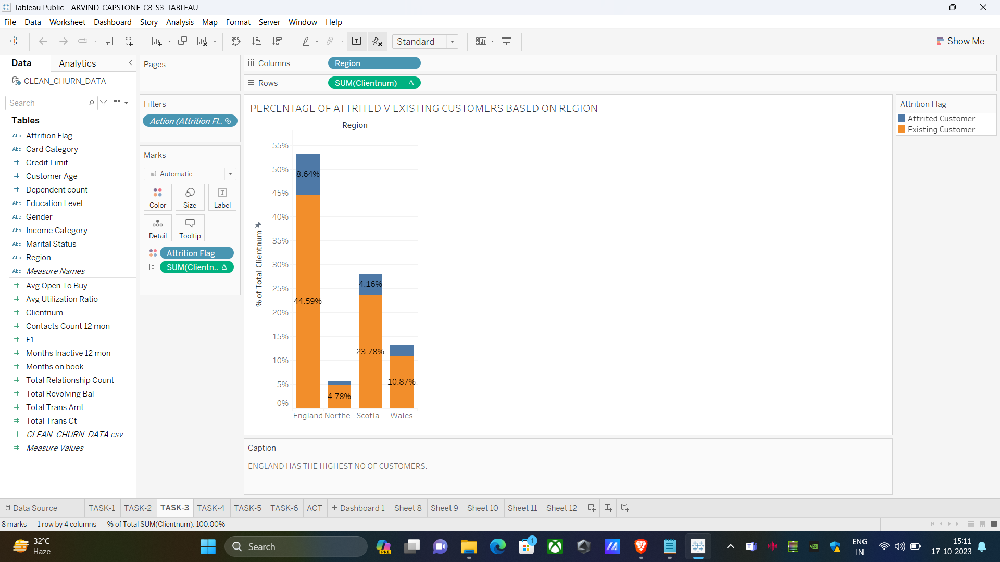 Tableau Public - ARVIND_CAPSTONE_C8_S3_TABLEAU
File Data Worksheet Dashboard Story Analysis Map Format Server Window Help
Standard
Show Me
Data Analytics
CLEAN_CHURN_DATA
Search
Tables
Abc Attrition Flag
Abc Card Category
# Credit Limit
# Customer Age
# Dependent count
Abc Education Level
Abc Gender
Abc Income Category
Abc Marital Status
Abc Region
Abc Measure Names
# Avg Open To Buy
# Avg Utilization Ratio
# Clientnum
# Contacts Count 12 mon
# F1
# Months Inactive 12 mon
# Months on book
# Total Relationship Count
# Total Revolving Bal
# Total Trans Amt
# Total Trans Ct
# CLEAN_CHURN_DATA.csv ...
# Measure Values
Pages
Filters
Action (Attrition Fl..
Marks
Automatic
Color Size Label
Detail Tooltip
Attrition Flag
T SUM(Clientn.. Δ
Columns Region
Rows SUM(Clientnum) Δ
PERCENTAGE OF ATTRITED V EXISTING CUSTOMERS BASED ON REGION
Region
% of Total Clientnum
55%
50%
45%
40%
35%
30%
25%
20%
15%
10%
5%
0%
8.64%
44.59%
4.78%
4.16%
23.78%
10.87%
England Northe.. Scotla.. Wales
Attrition Flag
Attrited Customer
Existing Customer
Caption
ENGLAND HAS THE HIGHEST NO OF CUSTOMERS.
Data Source TASK-1 TASK-2 TASK-3 TASK-4 TASK-5 TASK-6 ACT Dashboard 1 Sheet 8 Sheet 9 Sheet 10 Sheet 11 Sheet 12
8 marks 1 row by 4 columns % of Total SUM(Clientnum): 100.00%
32°C
Haze
Search
PRE
1
ENG
IN
15:11
17-10-2023